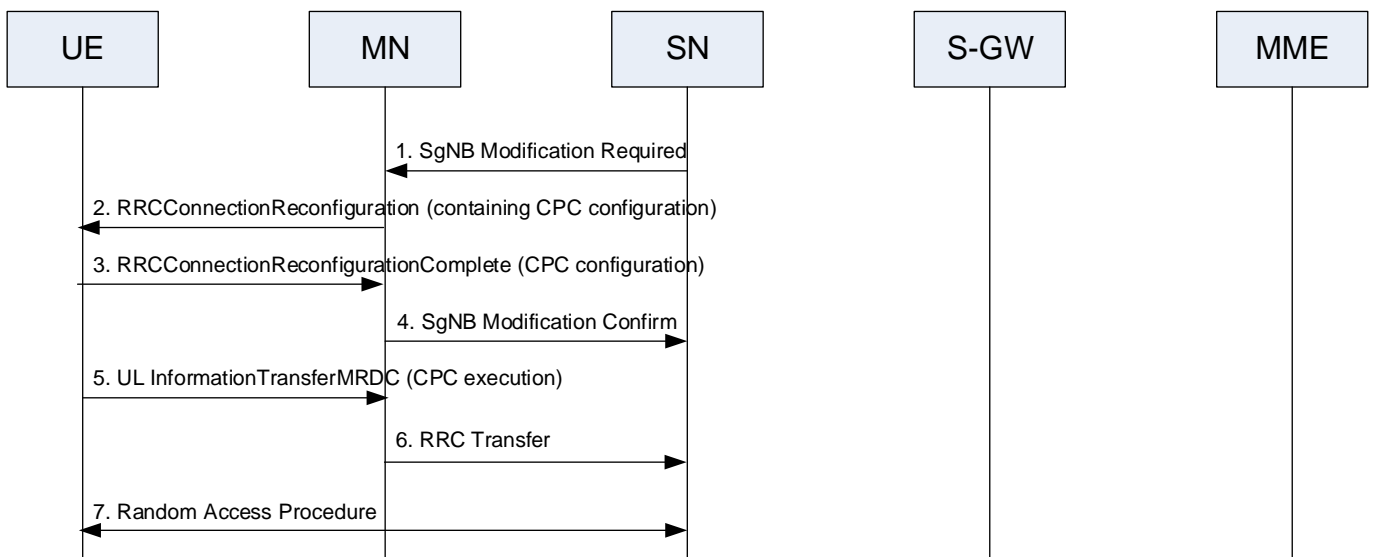 UE
MN
SN
S-GW
MME
1. SgNB Modification Required
2. RRCConnectionReconfiguration (containing CPC configuration)
3. RRCConnectionReconfigurationComplete (CPC configuration)
4. SgNB Modification Confirm
5. UL InformationTransferMRDC (CPC execution)
6. RRC Transfer
7. Random Access Procedure